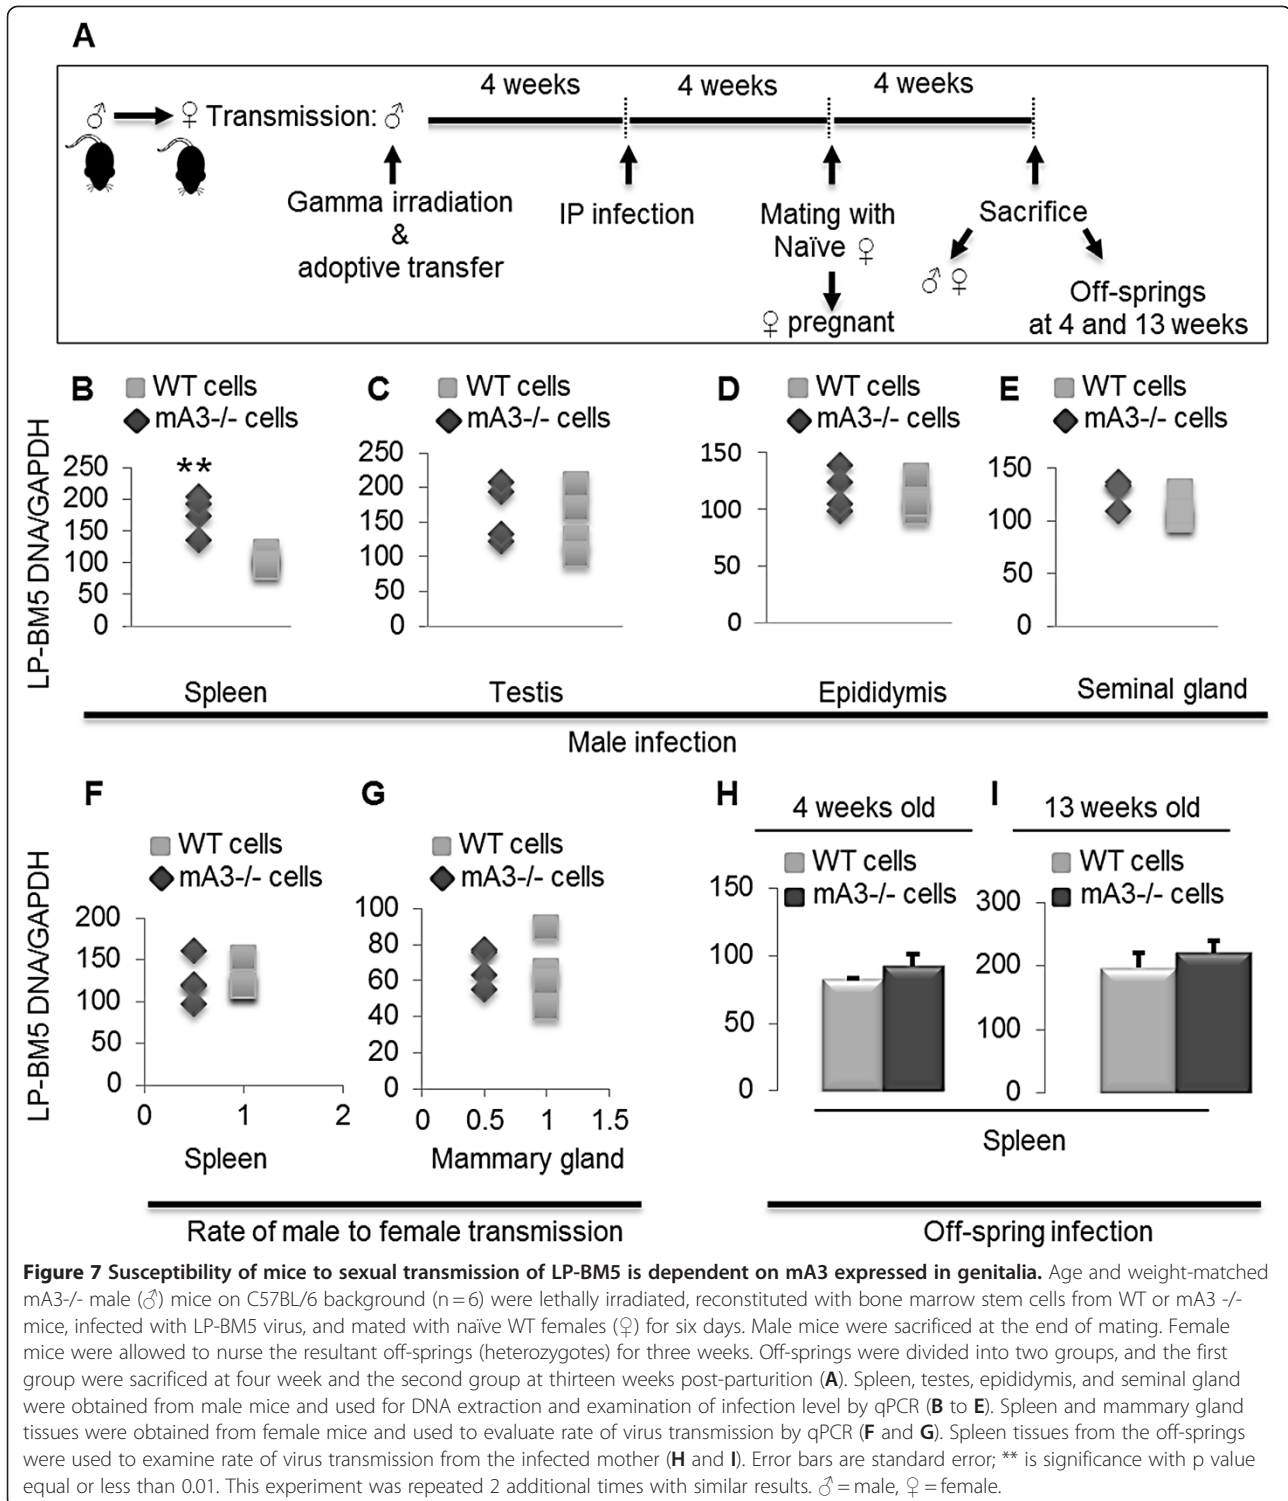 A
4 weeks 4 weeks 4 weeks
♂ ♀ Transmission: ♂
Gamma irradiation
&
adoptive transfer
IP infection
Mating with
Naïve ♀
♀ pregnant
Sacrifice
♂ ♀
Off-springs
at 4 and 13 weeks
LP-BM5 DNA/GAPDH
B
WT cells
mA3-/- cells
**
250
200
150
100
50
0
Spleen
C
WT cells
mA3-/- cells
250
200
150
100
50
0
Testis
D
WT cells
mA3-/- cells
150
100
50
0
Epididymis
E
WT cells
mA3-/- cells
150
100
50
0
Seminal gland
Male infection
LP-BM5 DNA/GAPDH
F
WT cells
mA3-/- cells
200
150
100
50
0
0 1 2
Spleen
G
WT cells
mA3-/- cells
100
80
60
40
20
0
0 0.5 1 1.5
Mammary gland
Rate of male to female transmission
H
4 weeks old
WT cells
mA3-/- cells
150
100
50
0
I
13 weeks old
WT cells
mA3-/- cells
300
200
100
0
Spleen
Off-spring infection
Figure 7 Susceptibility of mice to sexual transmission of LP-BM5 is dependent on mA3 expressed in genitalia. Age and weight-matched
mA3-/- male (♂) mice on C57BL/6 background (n = 6) were lethally irradiated, reconstituted with bone marrow stem cells from WT or mA3 -/-
mice, infected with LP-BM5 virus, and mated with naïve WT females (♀) for six days. Male mice were sacrificed at the end of mating. Female
mice were allowed to nurse the resultant off-springs (heterozygotes) for three weeks. Off-springs were divided into two groups, and the first
group were sacrificed at four week and the second group at thirteen weeks post-parturition (A). Spleen, testes, epididymis, and seminal gland
were obtained from male mice and used for DNA extraction and examination of infection level by qPCR (B to E). Spleen and mammary gland
tissues were obtained from female mice and used to evaluate rate of virus transmission by qPCR (F and G). Spleen tissues from the off-springs
were used to examine rate of virus transmission from the infected mother (H and I). Error bars are standard error; ** is significance with p value
equal or less than 0.01. This experiment was repeated 2 additional times with similar results. ♂ = male, ♀ = female.